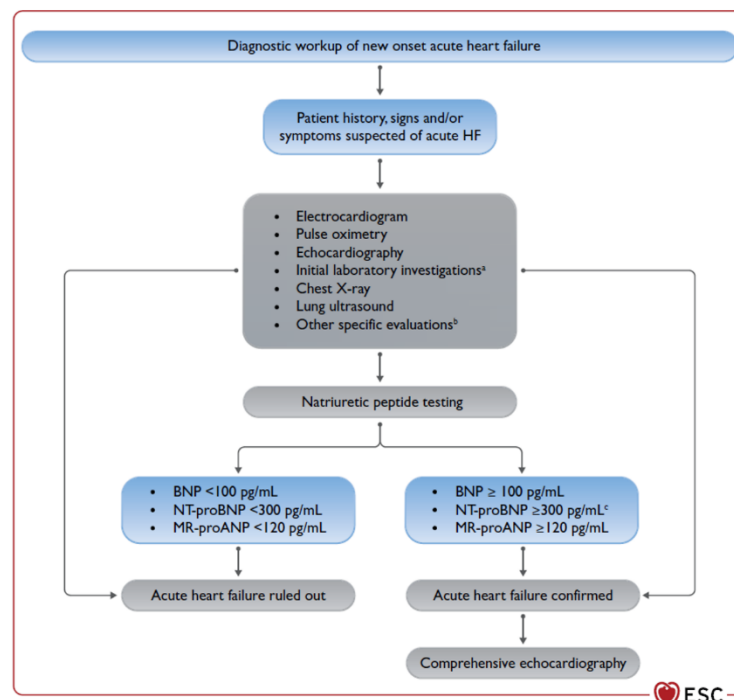 Diagnostic workup of new onset acute heart failure
Patient history, signs and/or
symptoms suspected of acute HF
• Electrocardiogram
• Pulse oximetry
• Echocardiography
• Initial laboratory investigationsᵃ
• Chest X-ray
• Lung ultrasound
• Other specific evaluationsᵇ
Natriuretic peptide testing
• BNP <100 pg/mL
• NT-proBNP <300 pg/mL
• MR-proANP <120 pg/mL
• BNP ≥ 100 pg/mL
• NT-proBNP ≥300 pg/mLᶜ
• MR-proANP ≥120 pg/mL
Acute heart failure ruled out
Acute heart failure confirmed
Comprehensive echocardiography
ESC